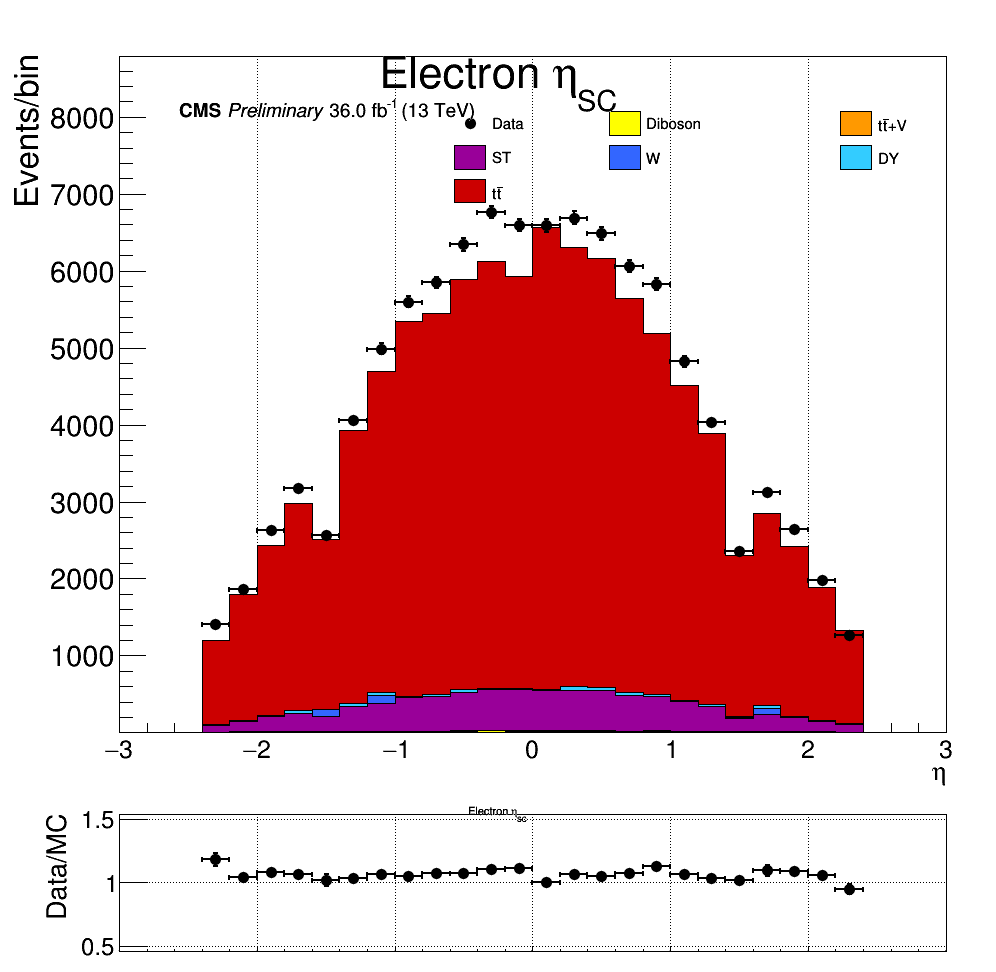 Electron ηSC
CMS Preliminary 36.0 fb-1 (13 TeV)
Events/bin
Data
Diboson
tt̄+V
ST
W
DY
tt̄
8000
7000
6000
5000
4000
3000
2000
1000
−3 −2 −1 0 1 2 3
η
Electron ηSC
Data/MC
1.5
1
0.5